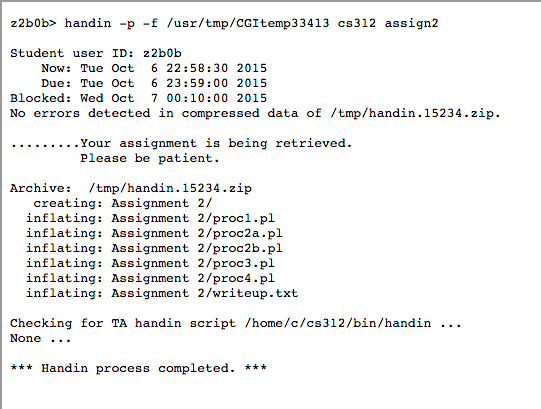 z2b0b> handin -p -f /usr/tmp/CGItemp33413 cs312 assign2
Student user ID: z2b0b
Now: Tue Oct  6 22:58:30 2015
Due: Tue Oct  6 23:59:00 2015
Blocked: Wed Oct  7 00:10:00 2015
No errors detected in compressed data of /tmp/handin.15234.zip.
.........Your assignment is being retrieved.
Please be patient.
Archive:  /tmp/handin.15234.zip
creating: Assignment 2/
inflating: Assignment 2/proc1.pl
inflating: Assignment 2/proc2a.pl
inflating: Assignment 2/proc2b.pl
inflating: Assignment 2/proc3.pl
inflating: Assignment 2/proc4.pl
inflating: Assignment 2/writeup.txt
Checking for TA handin script /home/c/cs312/bin/handin ...
None ...
*** Handin process completed. ***